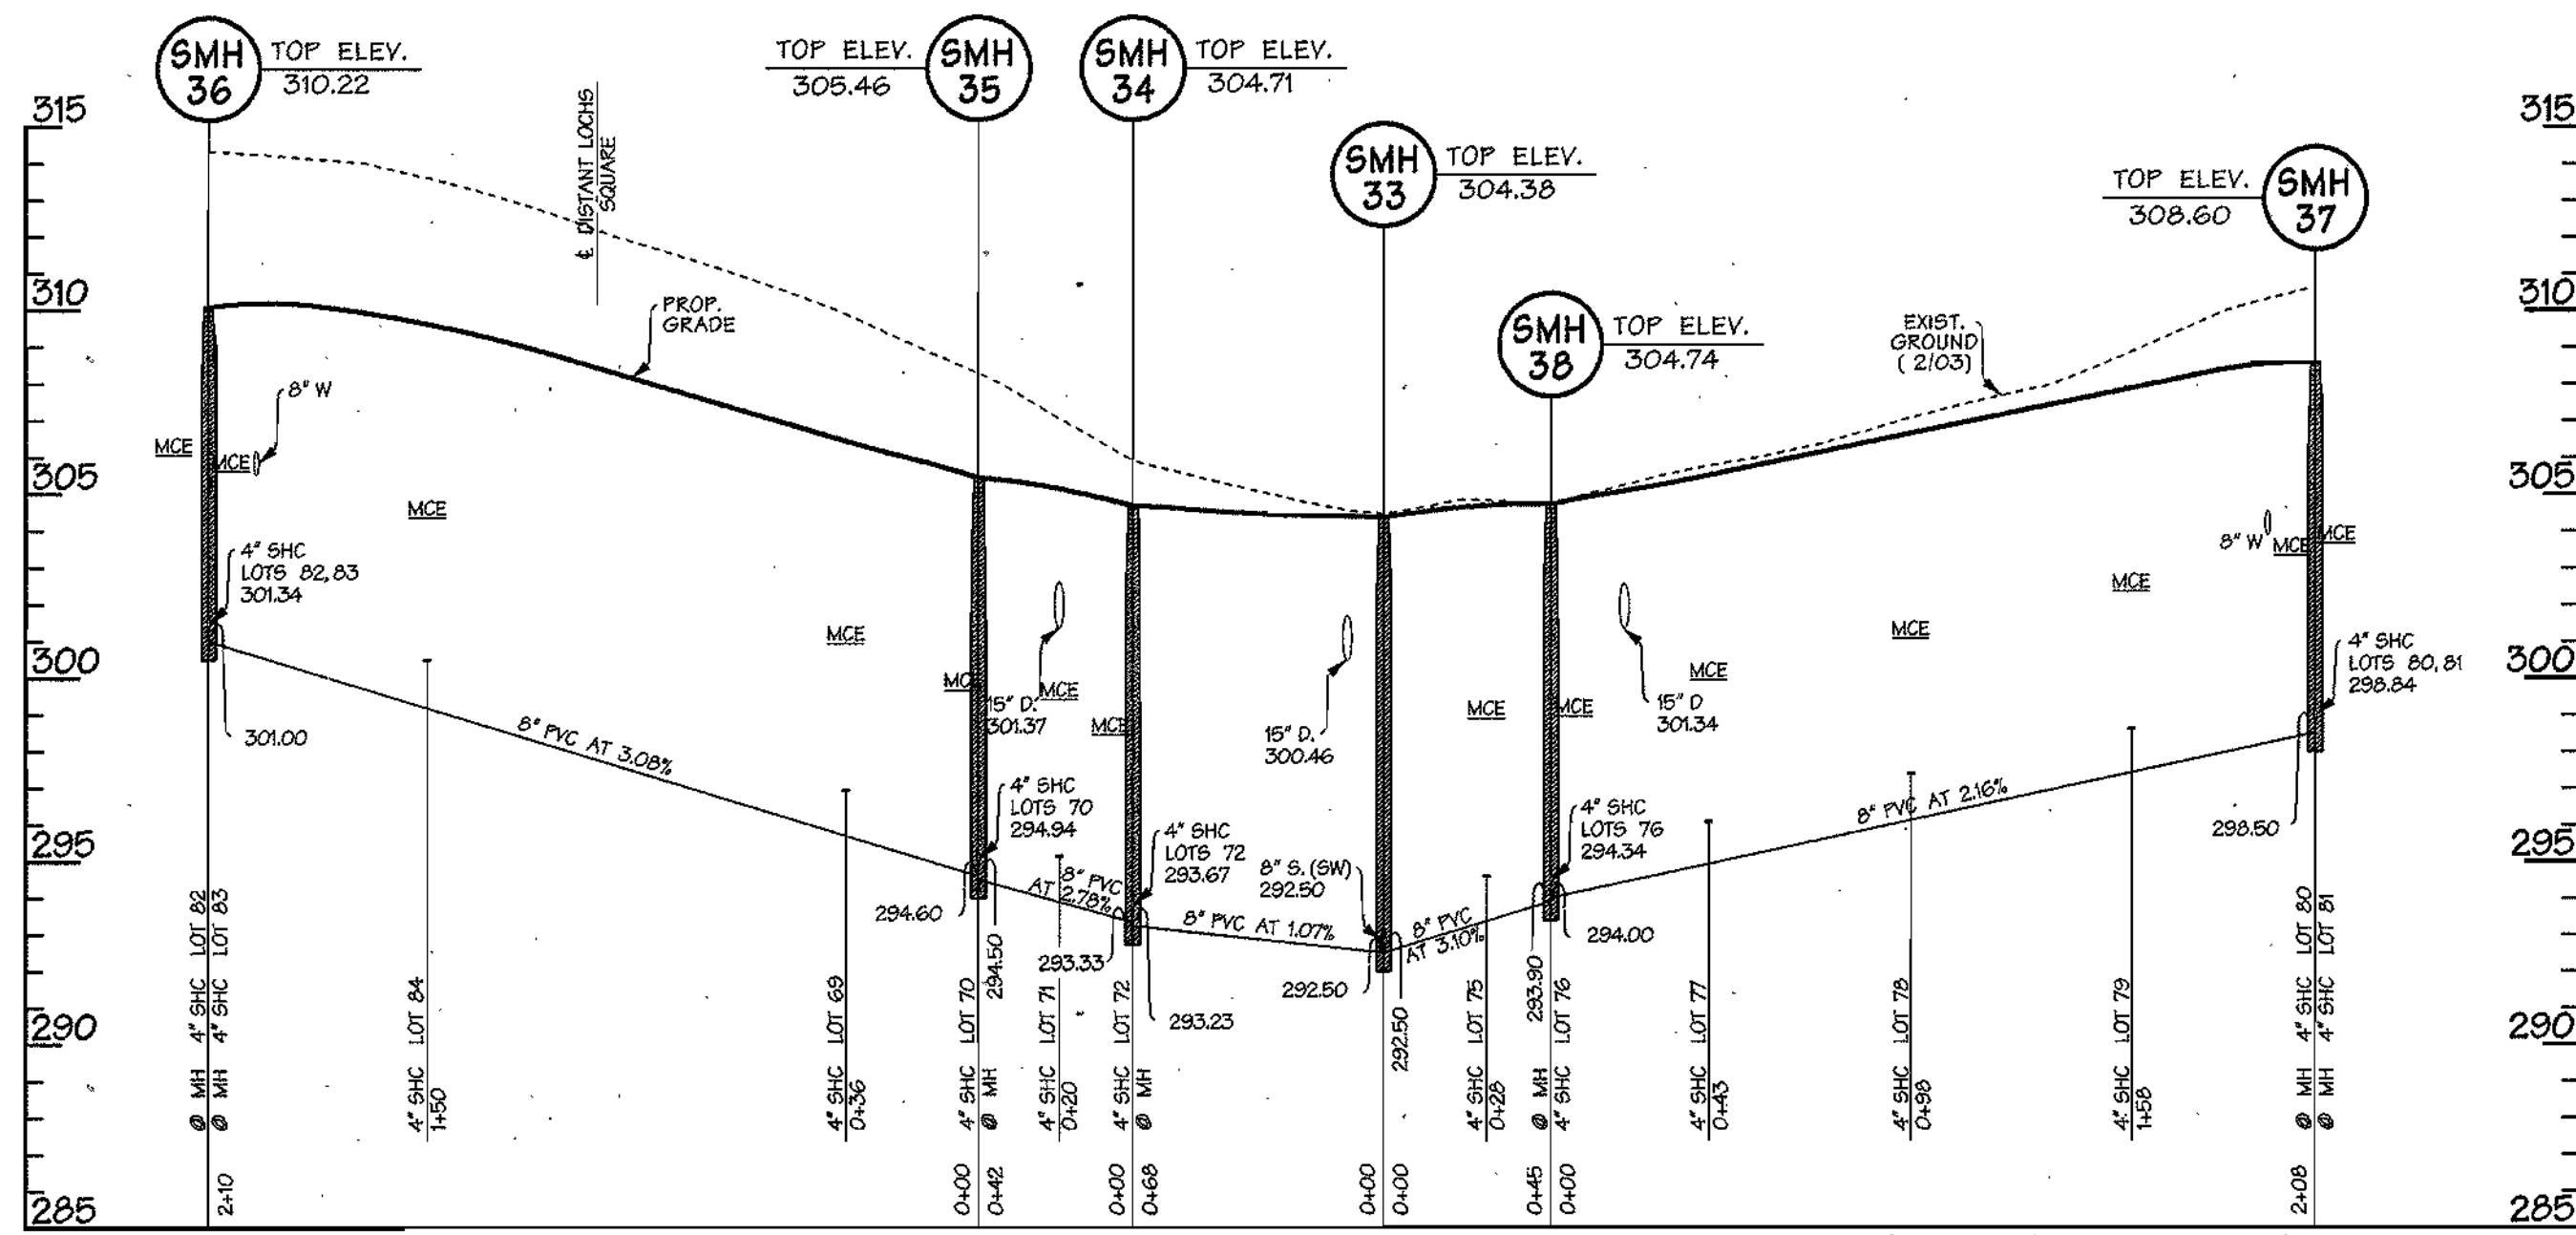 SMH
36
TOP ELEV.
310.22
TOP ELEV.
305.46
SMH
35
SMH
34
TOP ELEV.
304.71
SMH
33
TOP ELEV.
304.38
SMH
38
TOP ELEV.
304.74
TOP ELEV.
308.60
SMH
37
315
310
305
300
295
290
285
315
310
305
300
295
290
285
℄ DISTANT LOCHS
SQUARE
PROP.
GRADE
EXIST.
GROUND
( 2/03)
8" W
MCE
MCE
MCE
4" SHC
LOTS 82,83
301.34
301.00
8" PVC AT 3.08%
MCE
MCE
15" D.
301.37
MCE
MCE
4" SHC
LOTS 70
294.94
294.60
294.50
8" PVC
AT 2.78%
4" SHC
LOTS 72
293.67
293.33
293.23
8" PVC AT 1.07%
15" D.
300.46
8" S. (SW)
292.50
292.50
292.50
8" PVC
AT 3.10%
MCE
MCE
15" D
301.34
4" SHC
LOTS 76
294.34
293.90
294.00
MCE
MCE
MCE
8" PVC AT 2.16%
8" W
MCE
MCE
4" SHC
LOTS 80,81
298.84
298.50
@ MH 4" SHC LOT 82
@ MH 4" SHC LOT 83
4" SHC LOT 84
1+50
4" SHC LOT 69
0+36
4" SHC LOT 70
@ MH
4" SHC LOT 71
0+20
4" SHC LOT 72
@ MH
4" SHC LOT 75
0+28
@ MH
4" SHC LOT 76
4" SHC LOT 77
0+43
4" SHC LOT 78
0+98
4" SHC LOT 79
1+58
@ MH 4" SHC LOT 80
@ MH 4" SHC LOT 81
2+10
0+00
0+42
0+00
0+68
0+00
0+00
0+45
0+00
2+08